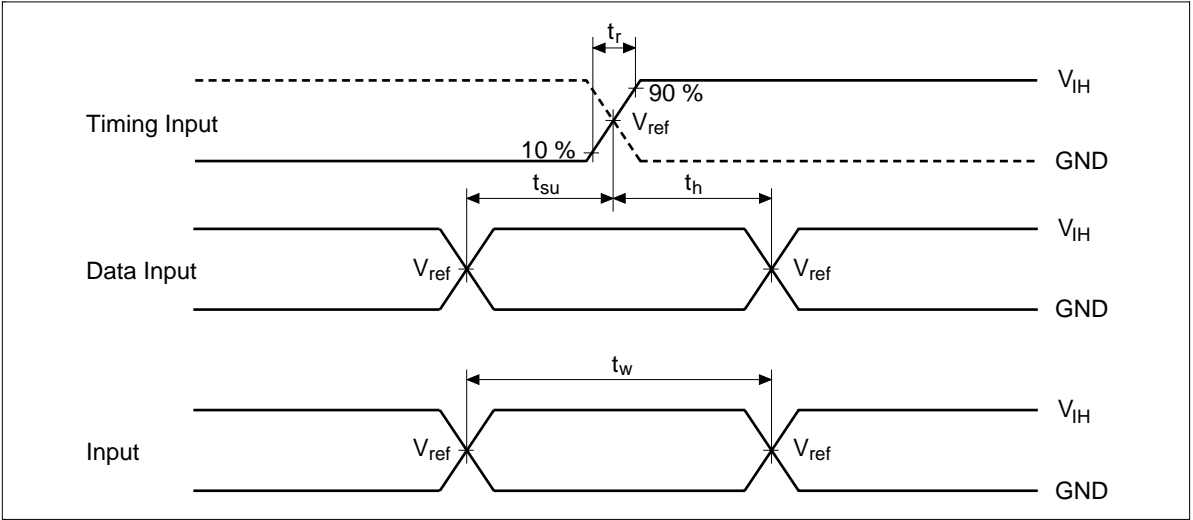 tr
90 %
VIH
Timing Input
Vref
10 %
GND
tsu
th
VIH
Data Input
Vref
Vref
GND
tw
VIH
Input
Vref
Vref
GND